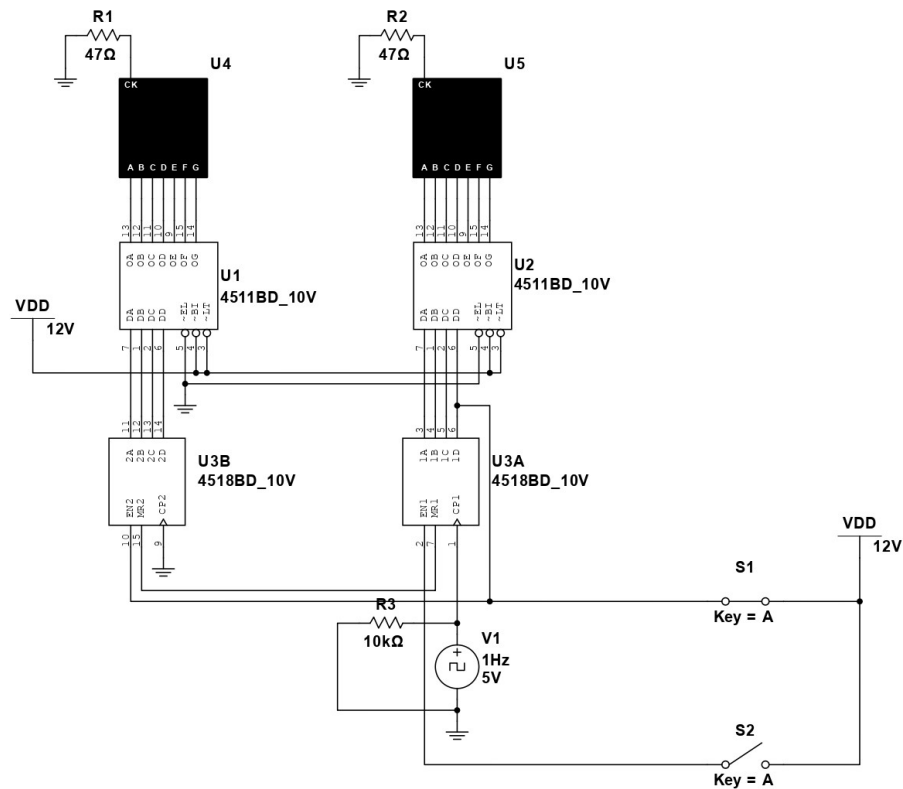 R1
47Ω
U4
CK
A B C D E F G
R2
47Ω
U5
CK
A B C D E F G
13 12 11 10 9 15 14
OA OB OC OD OE OF OG
DA DB DC DD ~EL ~BI ~LT
7 1 2 6 5 4 3
U1
4511BD_10V
13 12 11 10 9 15 14
OA OB OC OD OE OF OG
DA DB DC DD ~EL ~BI ~LT
7 1 2 6 5 4 3
U2
4511BD_10V
VDD
12V
11 12 13 14
2A 2B 2C 2D
EN2 MR2 CP2
10 15 9
U3B
4518BD_10V
3 4 5 6
1A 1B 1C 1D
EN1 MR1 CP1
2 7 1
U3A
4518BD_10V
VDD
12V
S1
Key = A
R3
10kΩ
V1
1Hz
5V
S2
Key = A